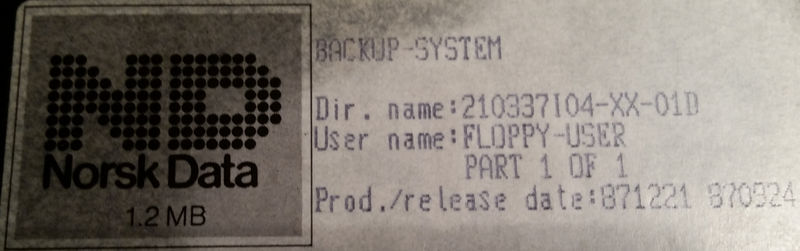 ND
Norsk Data
1.2 MB
BACKUP-SYSTEM
Dir. name:210337I04-XX-01D
User name:FLOPPY-USER
PART 1 OF 1
Prod./release date:871221 870924